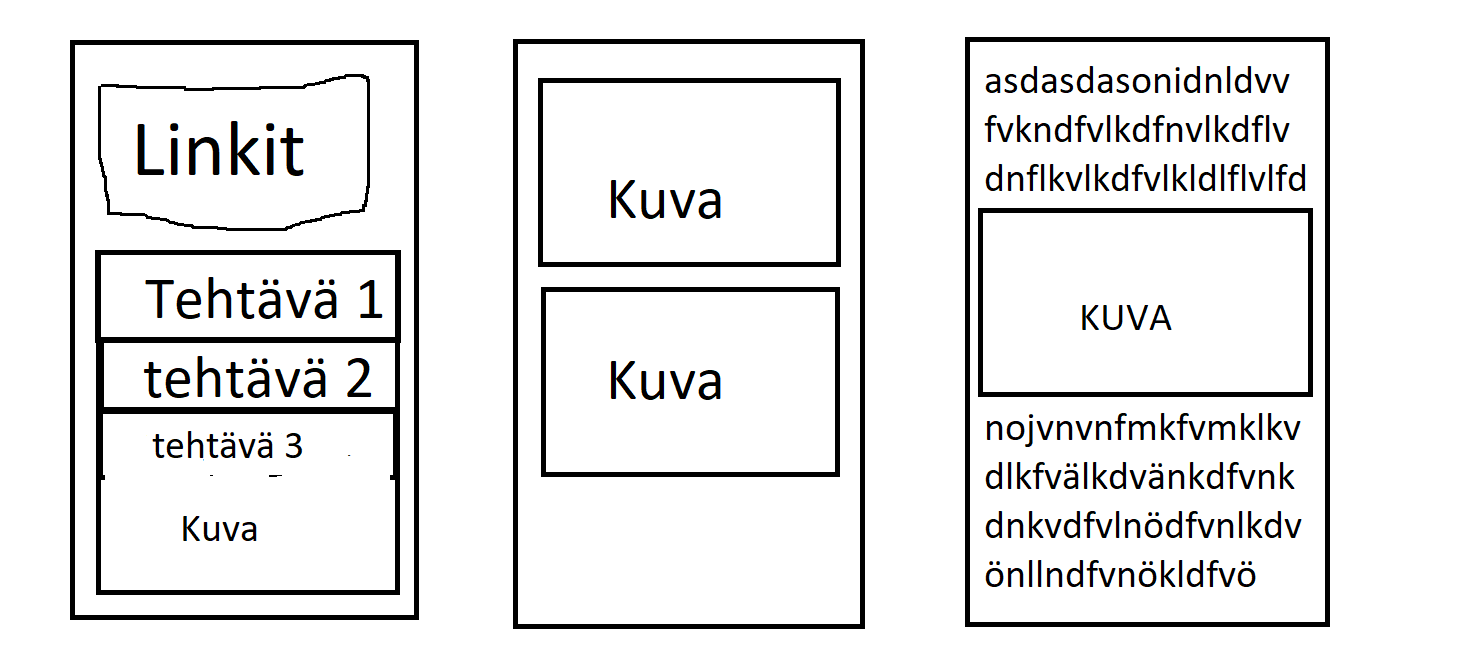 Linkit
Tehtävä 1
tehtävä 2
tehtävä 3
Kuva
Kuva
Kuva
asdasdasonidnldvv
fvkndfvlkdfnvlkdflv
dnflkvlkdfvlkldlflvlfd
KUVA
nojvnvnfmkfvmklkv
dlkfvälkdvänkdfvnk
dnkvdfvlnödfvnlkdv
önllndfvnökldfvö